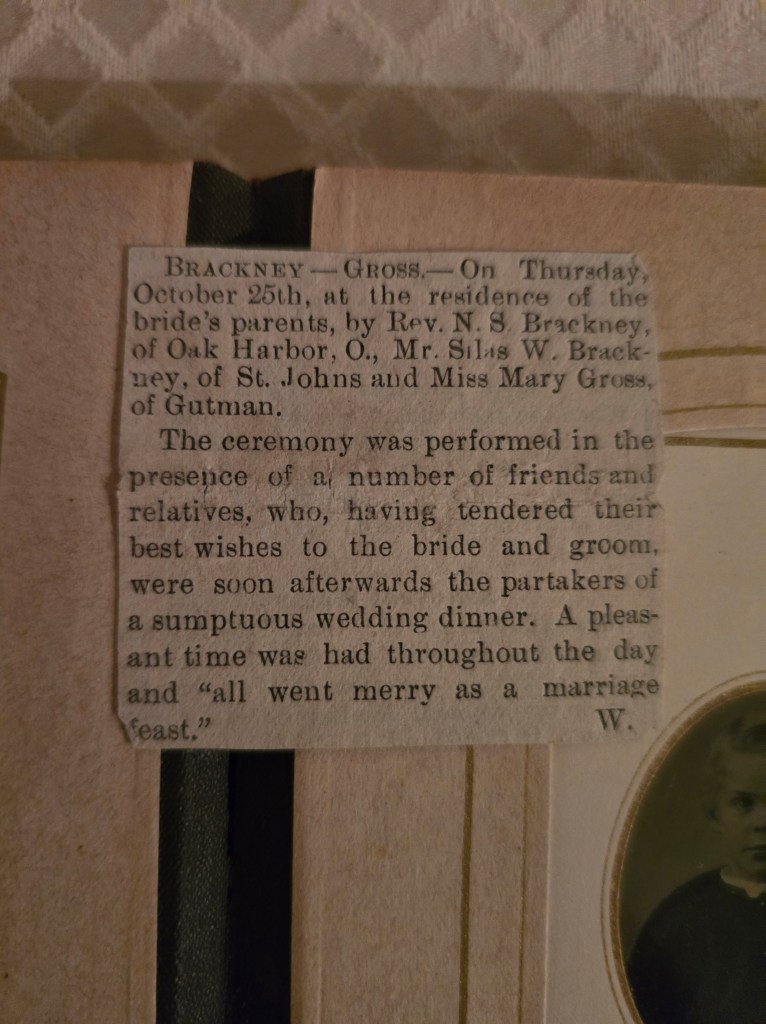 BRACKNEY — GROSS.— On Thursday,
October 25th, at the residence of the
bride's parents, by Rev. N. S. Brackney,
of Oak Harbor, O., Mr. Silas W. Brack-
ney, of St. Johns and Miss Mary Gross,
of Gutman.
The ceremony was performed in the
presence of a number of friends and
relatives, who, having tendered their
best wishes to the bride and groom,
were soon afterwards the partakers of
a sumptuous wedding dinner. A pleas-
ant time was had throughout the day
and "all went merry as a marriage
feast." W.